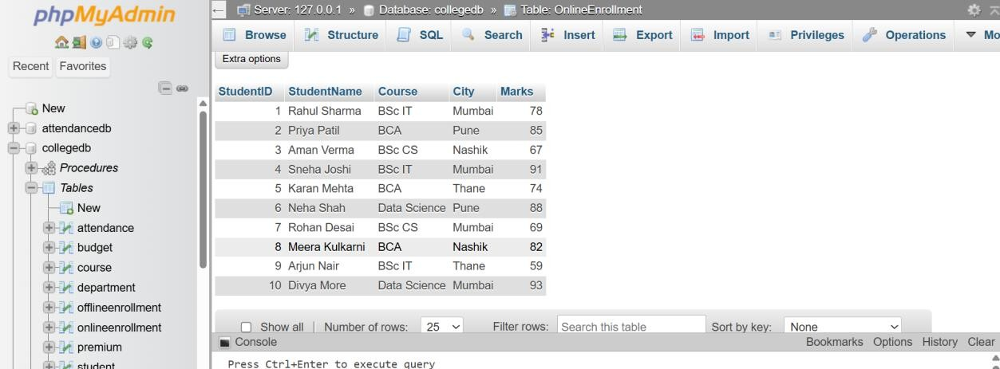 phpMyAdmin
Recent Favorites
New
attendancedb
collegedb
Procedures
Tables
New
attendance
budget
course
department
offlineenrollment
onlineenrollment
premium
student
Server: 127.0.0.1 » Database: collegedb » Table: OnlineEnrollment
Browse Structure SQL Search Insert Export Import Privileges Operations Mo
Extra options
StudentID StudentName Course City Marks
1 Rahul Sharma BSc IT Mumbai 78
2 Priya Patil BCA Pune 85
3 Aman Verma BSc CS Nashik 67
4 Sneha Joshi BSc IT Mumbai 91
5 Karan Mehta BCA Thane 74
6 Neha Shah Data Science Pune 88
7 Rohan Desai BSc CS Mumbai 69
8 Meera Kulkarni BCA Nashik 82
9 Arjun Nair BSc IT Thane 59
10 Divya More Data Science Mumbai 93
Show all | Number of rows: 25 Filter rows: Search this table Sort by key: None
Console Bookmarks Options History Clear
Press Ctrl+Enter to execute query